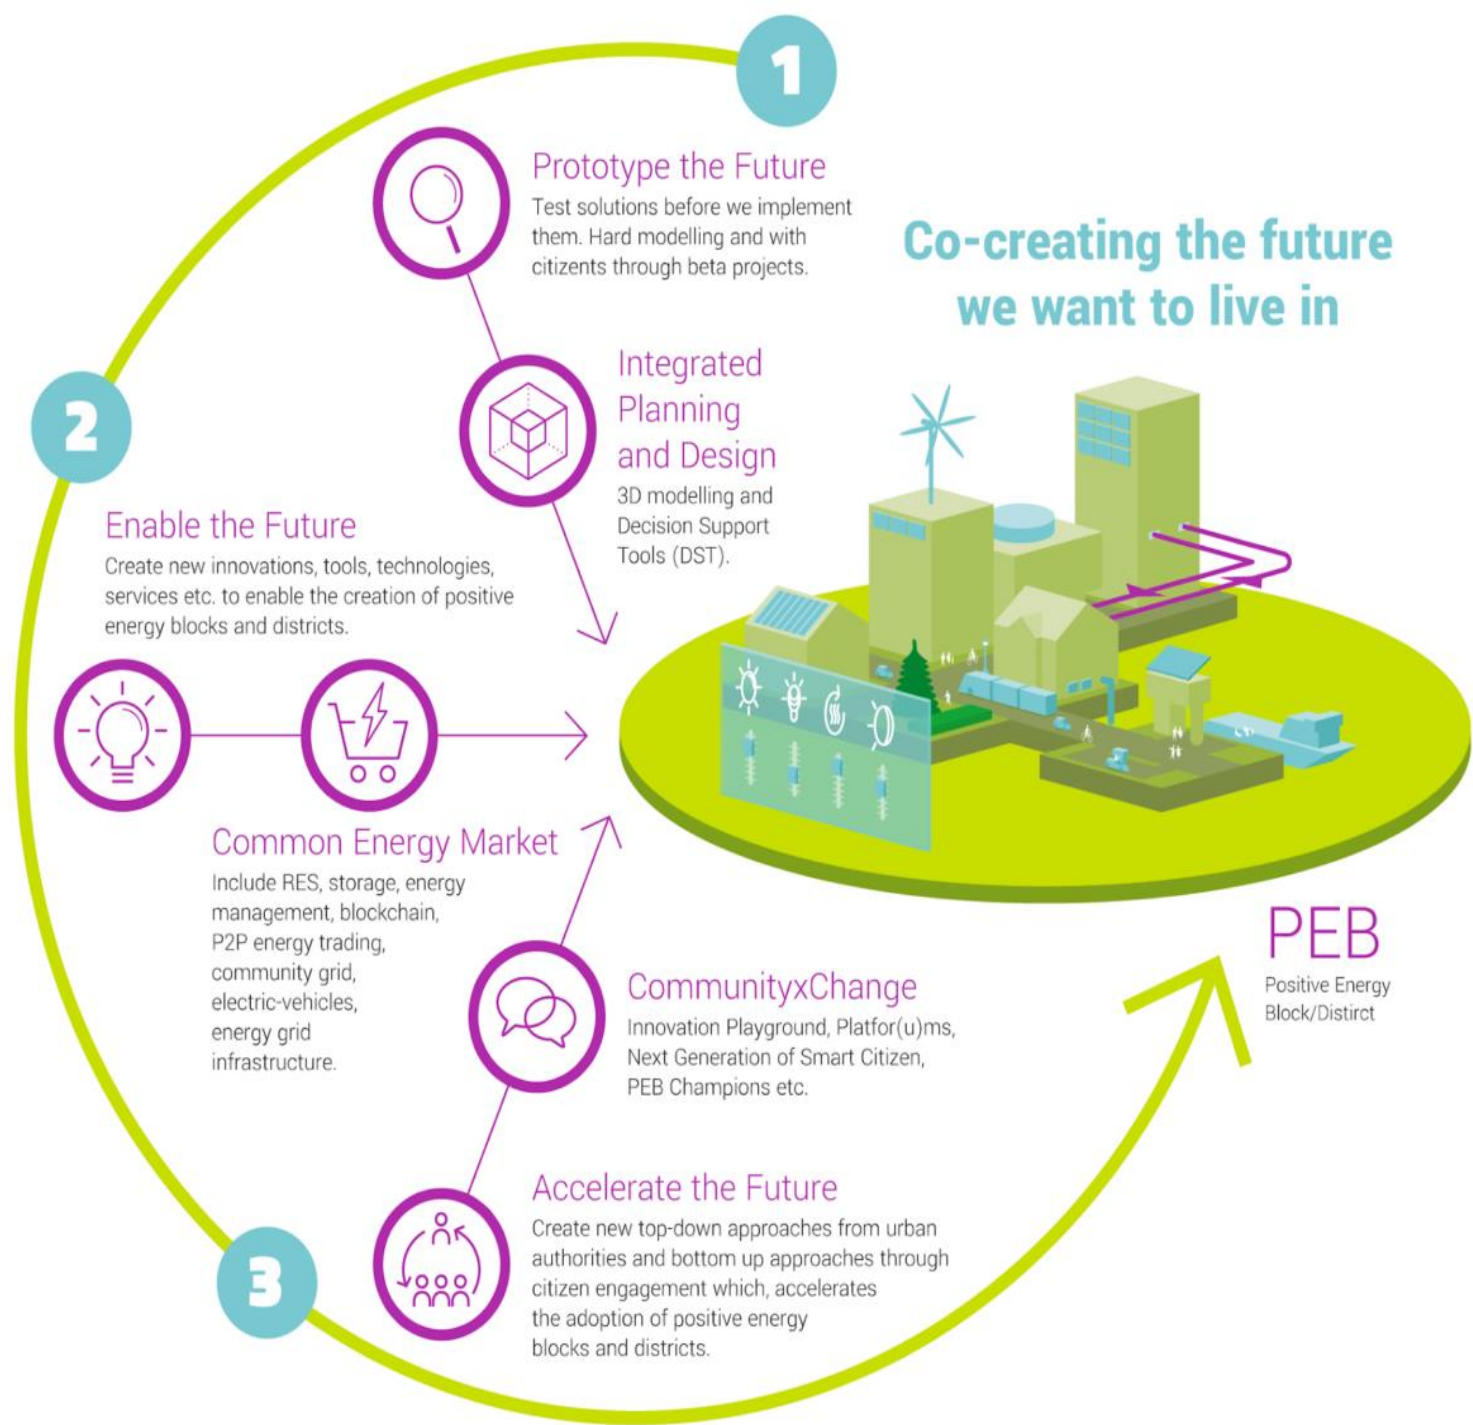 1
Prototype the Future
Test solutions before we implement
them. Hard modelling and with
citizents through beta projects.
Co-creating the future
we want to live in
Integrated
Planning
and Design
3D modelling and
Decision Support
Tools (DST).
2
Enable the Future
Create new innovations, tools, technologies,
services etc. to enable the creation of positive
energy blocks and districts.
Common Energy Market
Include RES, storage, energy
management, blockchain,
P2P energy trading,
community grid,
electric-vehicles,
energy grid
infrastructure.
PEB
Positive Energy
Block/Distirct
CommunityxChange
Innovation Playground, Platfor(u)ms,
Next Generation of Smart Citizen,
PEB Champions etc.
3
Accelerate the Future
Create new top-down approaches from urban
authorities and bottom up approaches through
citizen engagement which, accelerates
the adoption of positive energy
blocks and districts.